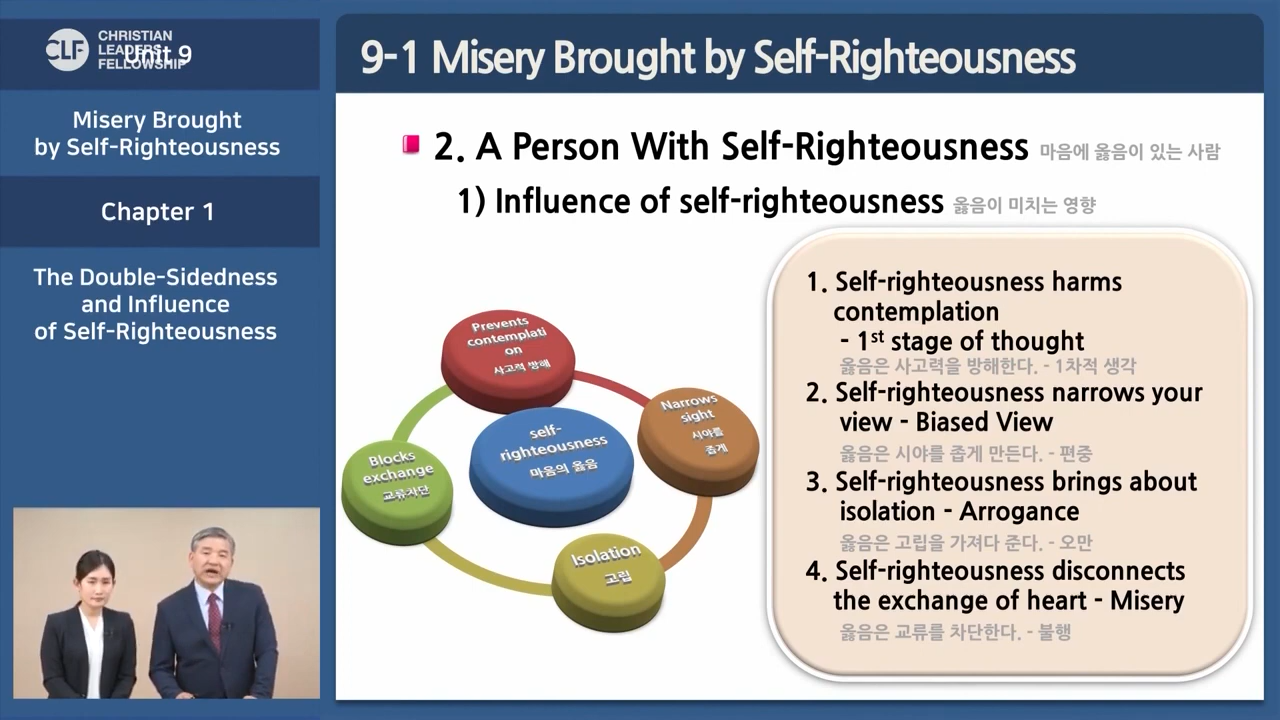 CLF
CHRISTIAN
LEADERS
FELLOWSHIP
Unit 9
Misery Brought
by Self-Righteousness
Chapter 1
The Double-Sidedness
and Influence
of Self-Righteousness
9-1 Misery Brought by Self-Righteousness
2. A Person With Self-Righteousness 마음에 옳음이 있는 사람
1) Influence of self-righteousness 옳음이 미치는 영향
Prevents
contemplati
on
사고력 방해
Narrows
sight
시야를
좁게
self-
righteousness
마음의 옳음
Blocks
exchange
교류차단
Isolation
고립
1. Self-righteousness harms
contemplation
- 1st stage of thought
옳음은 사고력을 방해한다. - 1차적 생각
2. Self-righteousness narrows your
view - Biased View
옳음은 시야를 좁게 만든다. - 편중
3. Self-righteousness brings about
isolation - Arrogance
옳음은 고립을 가져다 준다. - 오만
4. Self-righteousness disconnects
the exchange of heart - Misery
옳음은 교류를 차단한다. - 불행